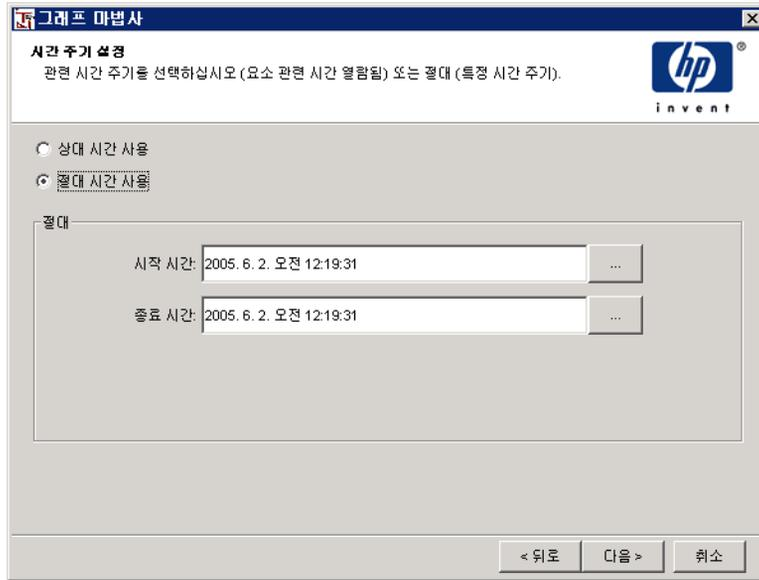 그래프 마법사
시간 주기 설정
관련 시간 주기를 선택하십시오 (요소 관련 시간 열람됨) 또는 절대 (특정 시간 주기).
hp
®
invent
상대 시간 사용
절대 시간 사용
절대
시작 시간: 2005. 6. 2. 오전 12:19:31 ...
종료 시간: 2005. 6. 2. 오전 12:19:31 ...
< 뒤로 다음 > 취소